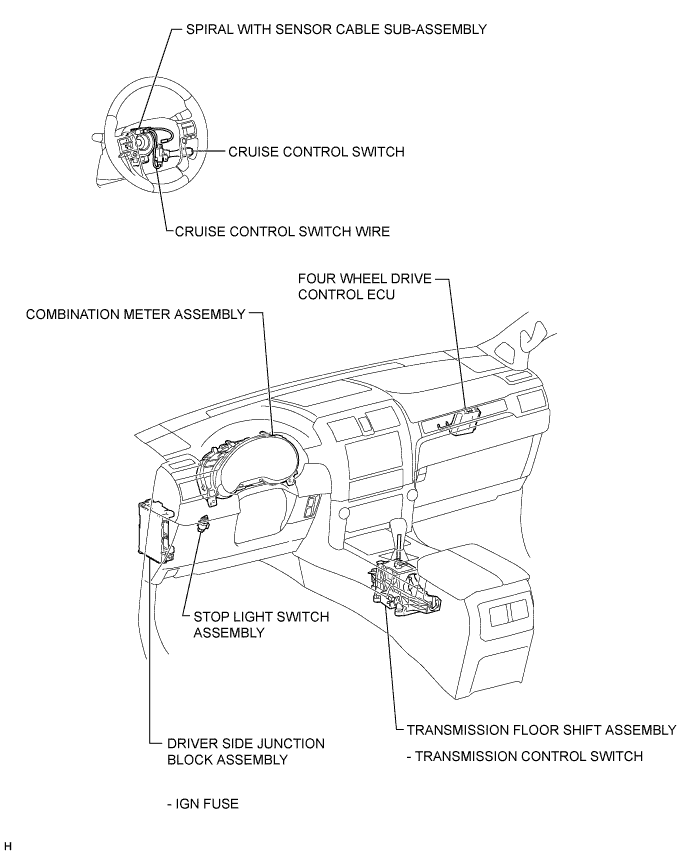 SPIRAL WITH SENSOR CABLE SUB-ASSEMBLY
CRUISE CONTROL SWITCH
CRUISE CONTROL SWITCH WIRE
FOUR WHEEL DRIVE
CONTROL ECU
COMBINATION METER ASSEMBLY
STOP LIGHT SWITCH
ASSEMBLY
TRANSMISSION FLOOR SHIFT ASSEMBLY
- TRANSMISSION CONTROL SWITCH
DRIVER SIDE JUNCTION
BLOCK ASSEMBLY
- IGN FUSE
H